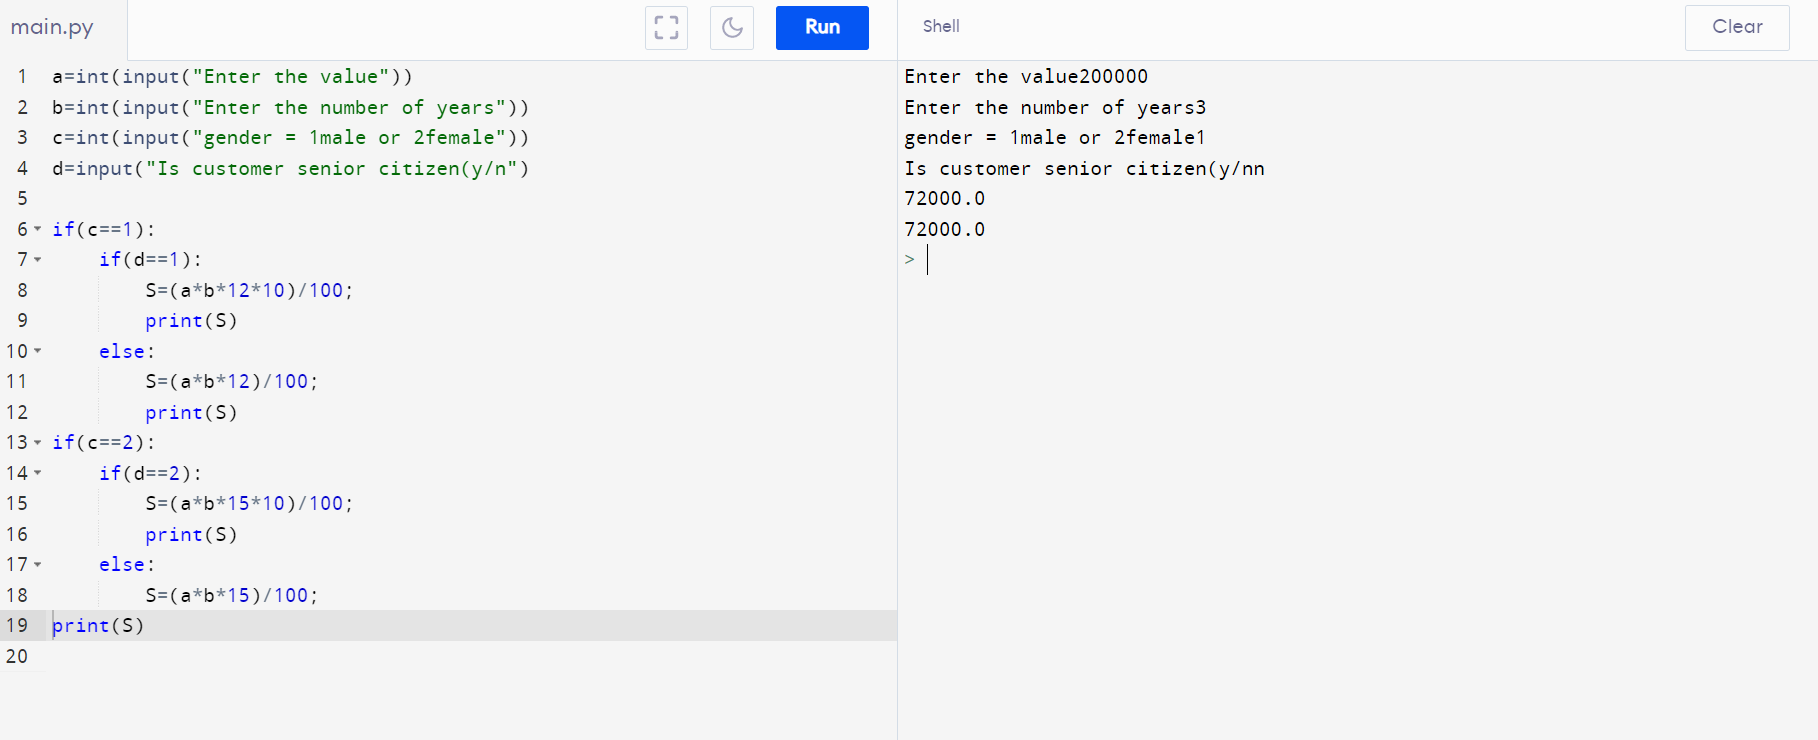 main.py
Run
Shell
Clear
1 a=int(input("Enter the value"))
2 b=int(input("Enter the number of years"))
3 c=int(input("gender = 1male or 2female"))
4 d=input("Is customer senior citizen(y/n")
5
6 if(c==1):
7     if(d==1):
8         S=(a*b*12*10)/100;
9         print(S)
10     else:
11         S=(a*b*12)/100;
12         print(S)
13 if(c==2):
14     if(d==2):
15         S=(a*b*15*10)/100;
16         print(S)
17     else:
18         S=(a*b*15)/100;
19 print(S)
20
Enter the value200000
Enter the number of years3
gender = 1male or 2female1
Is customer senior citizen(y/nn
72000.0
72000.0
>